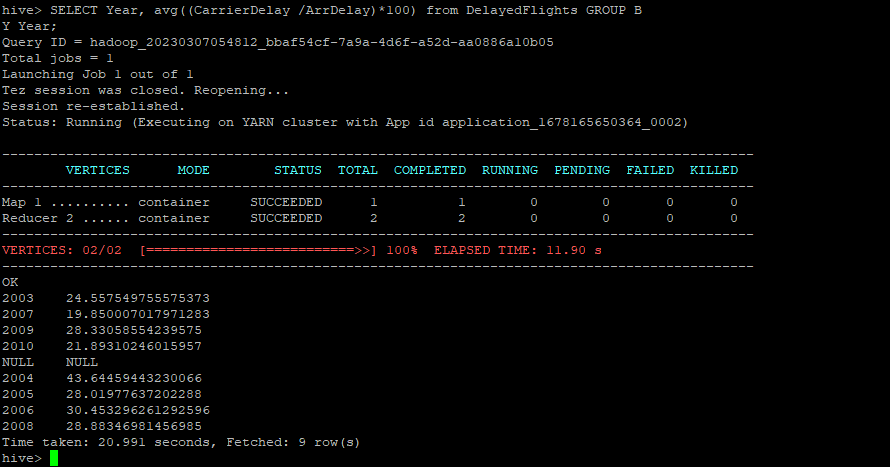 hive> SELECT Year, avg((CarrierDelay /ArrDelay)*100) from DelayedFlights GROUP B
Y Year;
Query ID = hadoop_20230307054812_bbaf54cf-7a9a-4d6f-a52d-aa0886a10b05
Total jobs = 1
Launching Job 1 out of 1
Tez session was closed. Reopening...
Session re-established.
Status: Running (Executing on YARN cluster with App id application_1678165650364_0002)
--------------------------------------------------------------------------------
VERTICES MODE STATUS TOTAL COMPLETED RUNNING PENDING FAILED KILLED
--------------------------------------------------------------------------------
Map 1 .......... container SUCCEEDED 1 1 0 0 0 0
Reducer 2 ...... container SUCCEEDED 2 2 0 0 0 0
--------------------------------------------------------------------------------
VERTICES: 02/02 [==========================>>] 100% ELAPSED TIME: 11.90 s
--------------------------------------------------------------------------------
OK
2003 24.557549755575373
2007 19.850007017971283
2009 28.33058554239575
2010 21.89310246015957
NULL NULL
2004 43.64459443230066
2005 28.01977637202288
2006 30.453296261292596
2008 28.88346981456985
Time taken: 20.991 seconds, Fetched: 9 row(s)
hive>